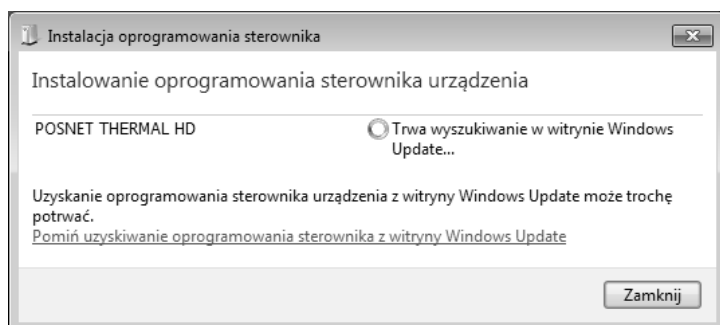 Instalacja oprogramowania sterownika
Instalowanie oprogramowania sterownika urządzenia
POSNET THERMAL HD
Trwa wyszukiwanie w witrynie Windows
Update...
Uzyskanie oprogramowania sterownika urządzenia z witryny Windows Update może trochę
potrwać.
Pomiń uzyskiwanie oprogramowania sterownika z witryny Windows Update
Zamknij